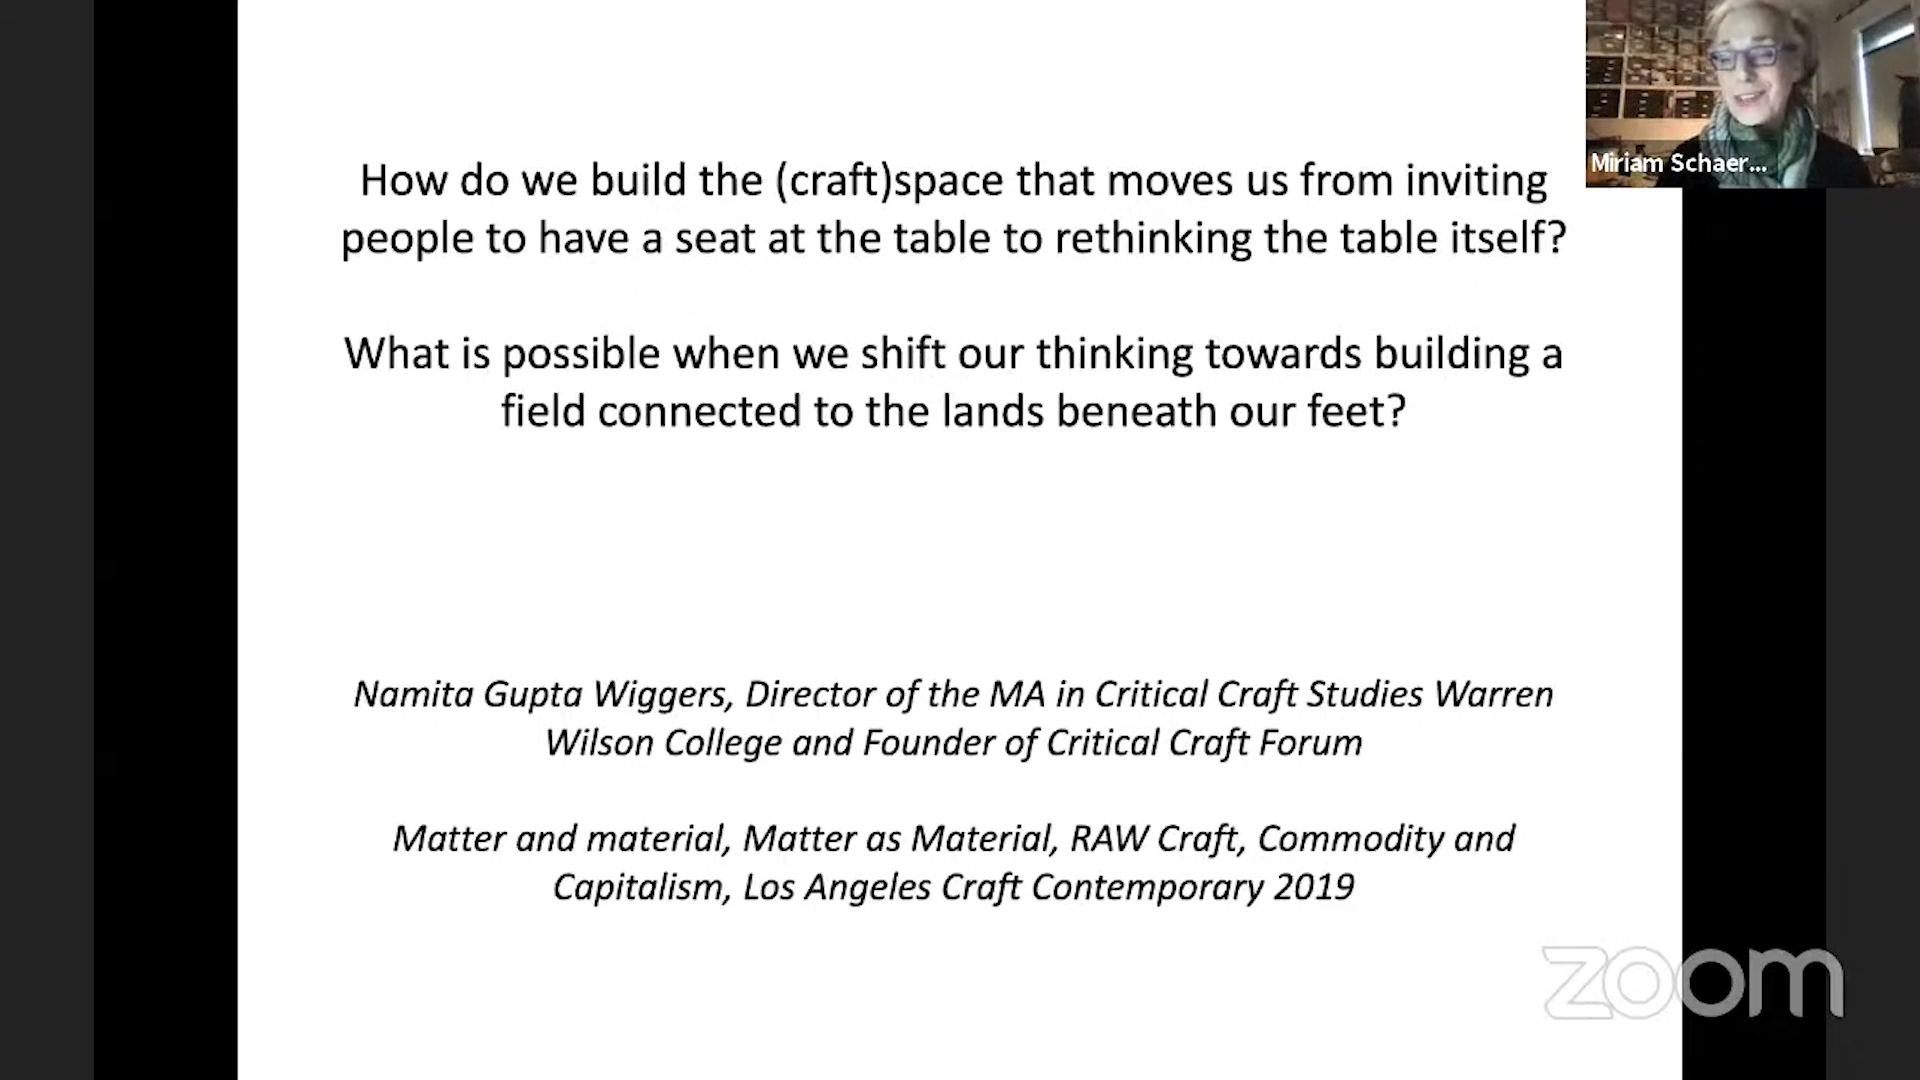 How do we build the (craft)space that moves us from inviting
people to have a seat at the table to rethinking the table itself?
What is possible when we shift our thinking towards building a
field connected to the lands beneath our feet?
Namita Gupta Wiggers, Director of the MA in Critical Craft Studies Warren
Wilson College and Founder of Critical Craft Forum
Matter and material, Matter as Material, RAW Craft, Commodity and
Capitalism, Los Angeles Craft Contemporary 2019
Miriam Schaer...
zoom